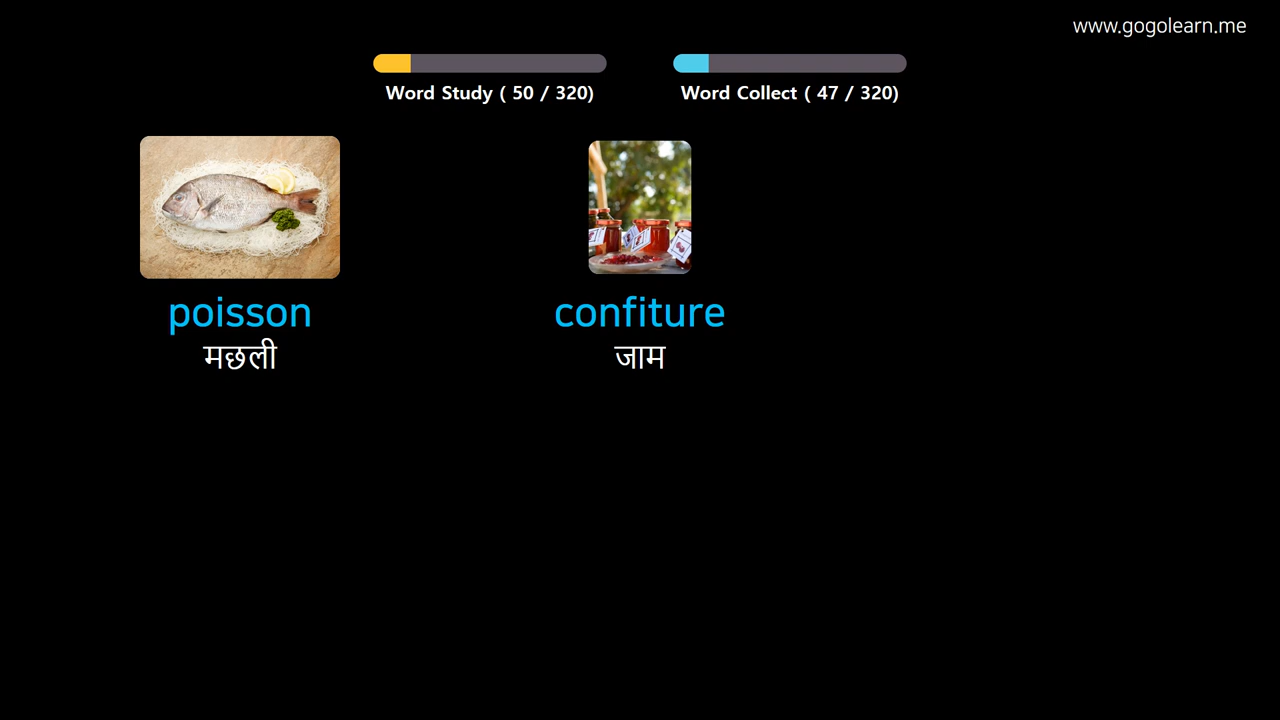 www.gogolearn.me
Word Study ( 50 / 320)
Word Collect ( 47 / 320)
poisson
मछली
confiture
जाम